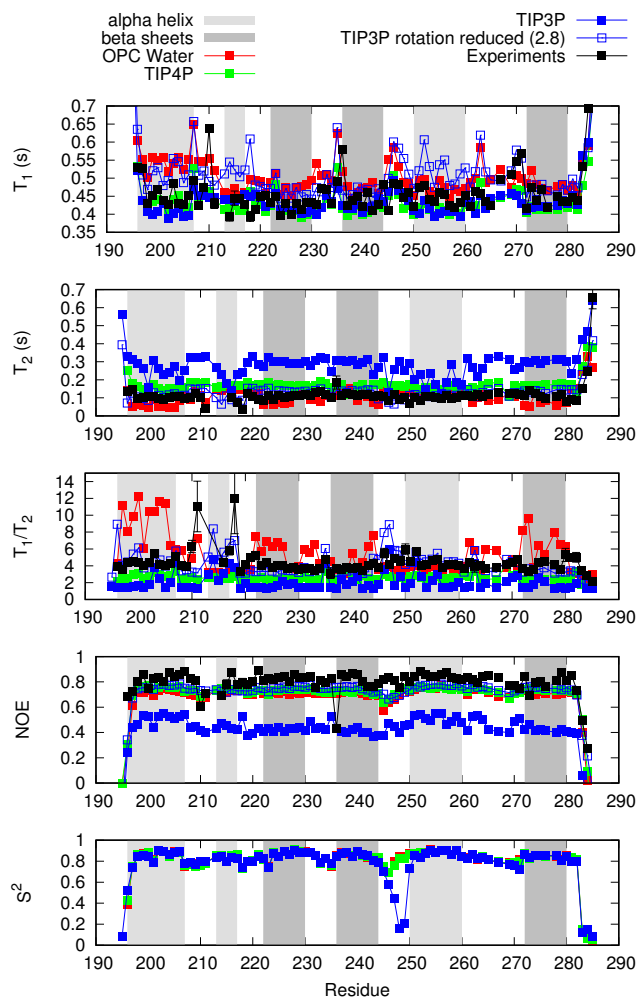 alpha helix
beta sheets
OPC Water
TIP4P
TIP3P
TIP3P rotation reduced (2.8)
Experiments
T1 (s)
0.7
0.65
0.6
0.55
0.5
0.45
0.4
0.35
190 200 210 220 230 240 250 260 270 280 290
T2 (s)
0.7
0.6
0.5
0.4
0.3
0.2
0.1
0
190 200 210 220 230 240 250 260 270 280 290
T1/T2
14
12
10
8
6
4
2
0
190 200 210 220 230 240 250 260 270 280 290
NOE
1
0.8
0.6
0.4
0.2
0
190 200 210 220 230 240 250 260 270 280 290
S2
1
0.8
0.6
0.4
0.2
0
190 200 210 220 230 240 250 260 270 280 290
Residue